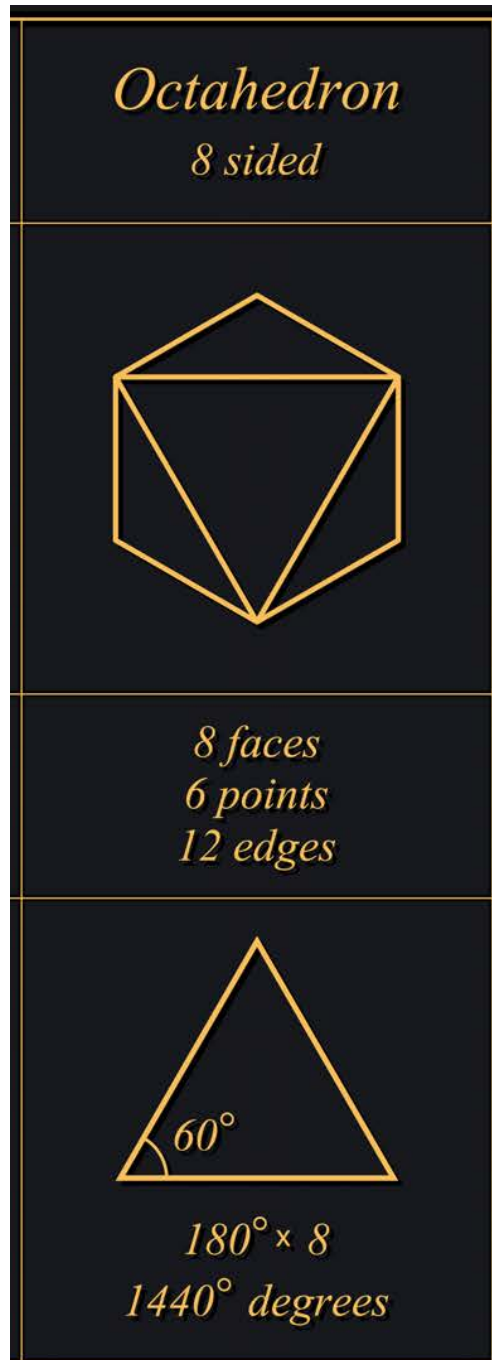 Octahedron
8 sided
8 faces
6 points
12 edges
60°
180° × 8
1440° degrees